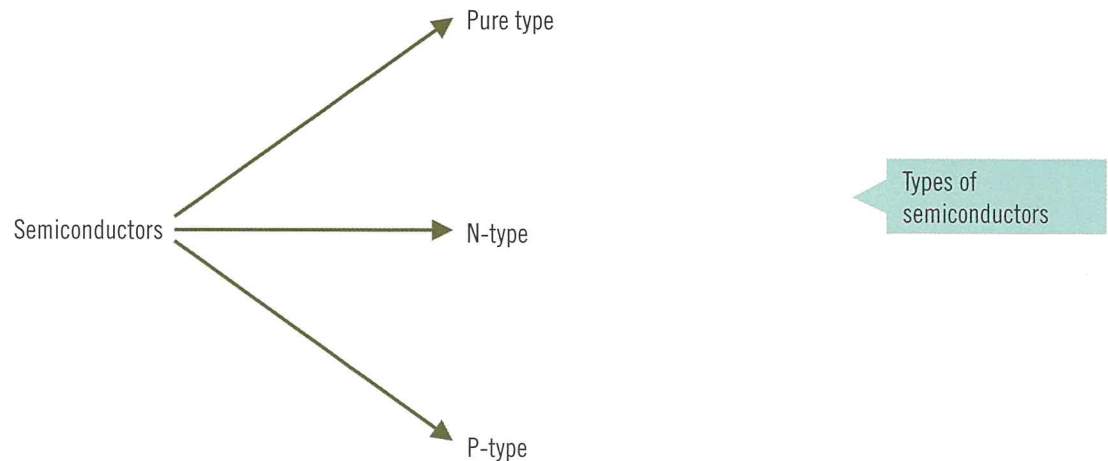 Pure type
Types of
semiconductors
Semiconductors
N-type
P-type